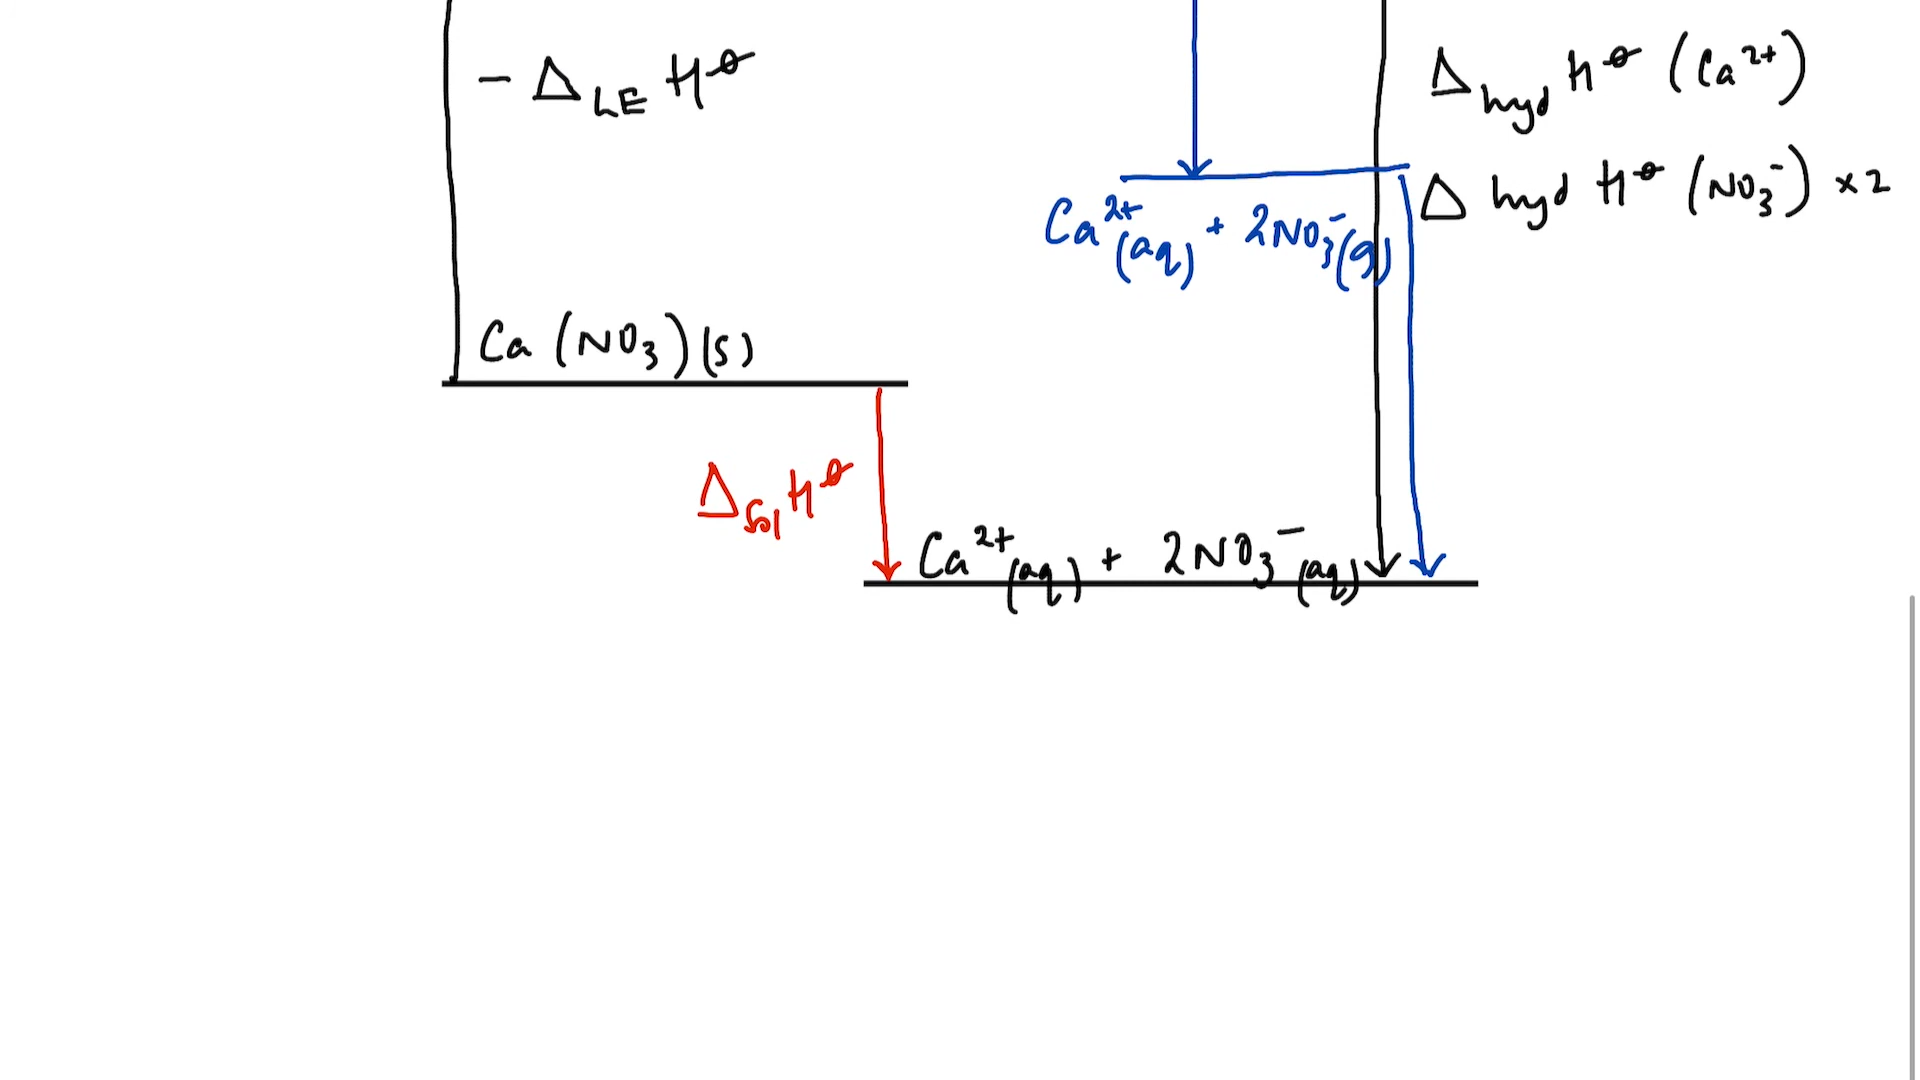 - Δ_LE H^θ
Δ_hyd H^θ (Ca²⁺)
Δ hyd H^θ (NO₃⁻) ×2
Ca²⁺(aq) + 2NO₃⁻(g)
Ca (NO₃)(s)
Δ_sol H^θ
Ca²⁺(aq) + 2NO₃⁻(aq)